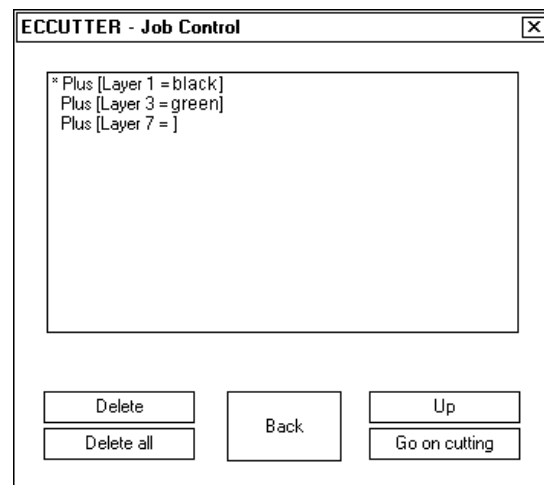 ECCUTTER - Job Control
* Plus [Layer 1 = black]
Plus [Layer 3 = green]
Plus [Layer 7 = ]
Delete
Delete all
Back
Up
Go on cutting